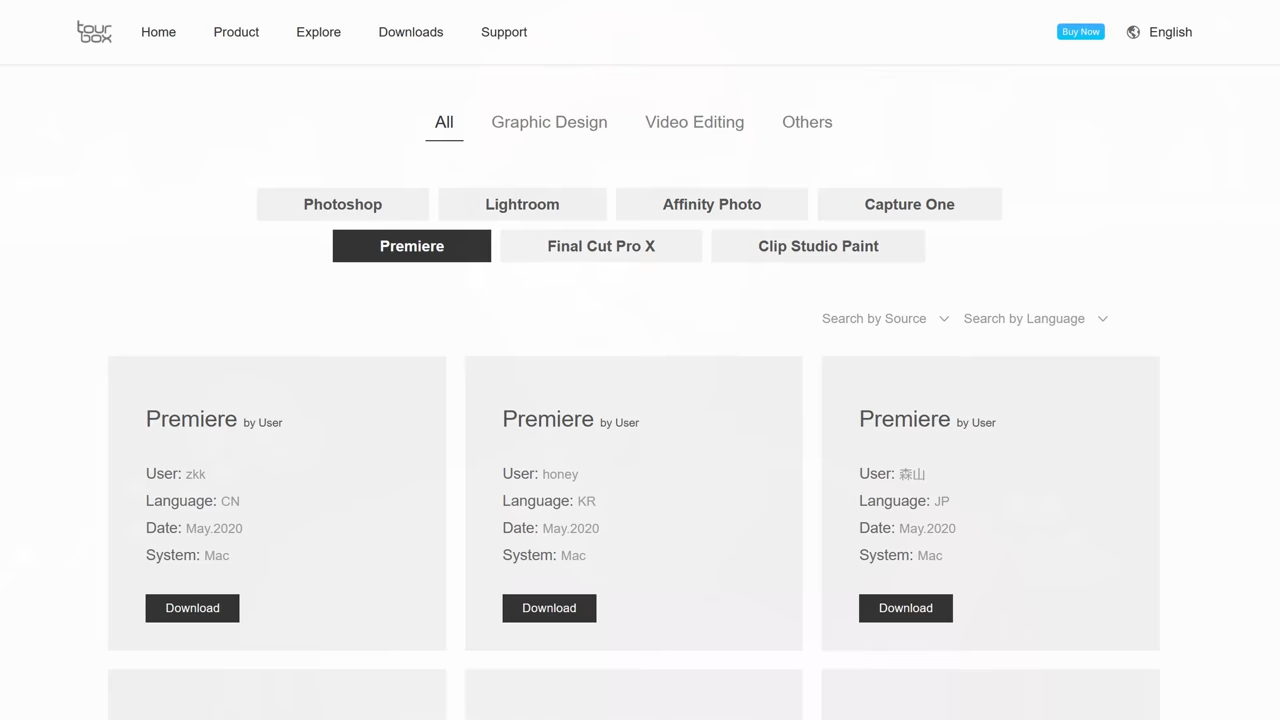 tour box
Home Product Explore Downloads Support
Buy Now English
All Graphic Design Video Editing Others
Photoshop Lightroom Affinity Photo Capture One
Premiere Final Cut Pro X Clip Studio Paint
Search by Source Search by Language
Premiere by User
User: zkk
Language: CN
Date: May.2020
System: Mac
Download
Premiere by User
User: honey
Language: KR
Date: May.2020
System: Mac
Download
Premiere by User
User: 森山
Language: JP
Date: May.2020
System: Mac
Download